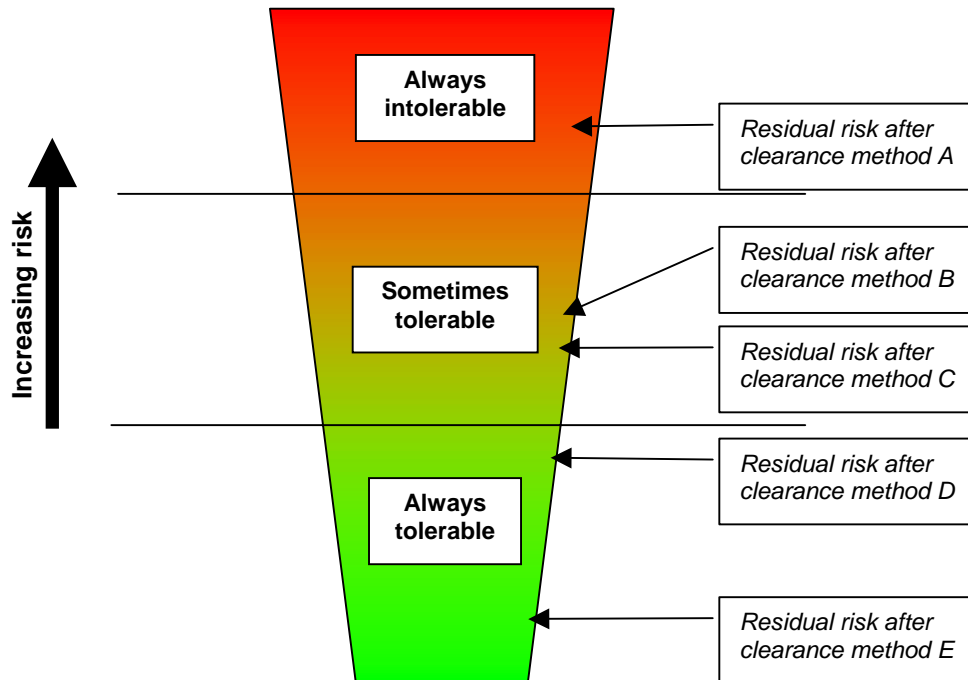 Always
intolerable
Residual risk after
clearance method A
Increasing risk
Residual risk after
clearance method B
Sometimes
tolerable
Residual risk after
clearance method C
Residual risk after
clearance method D
Always
tolerable
Residual risk after
clearance method E